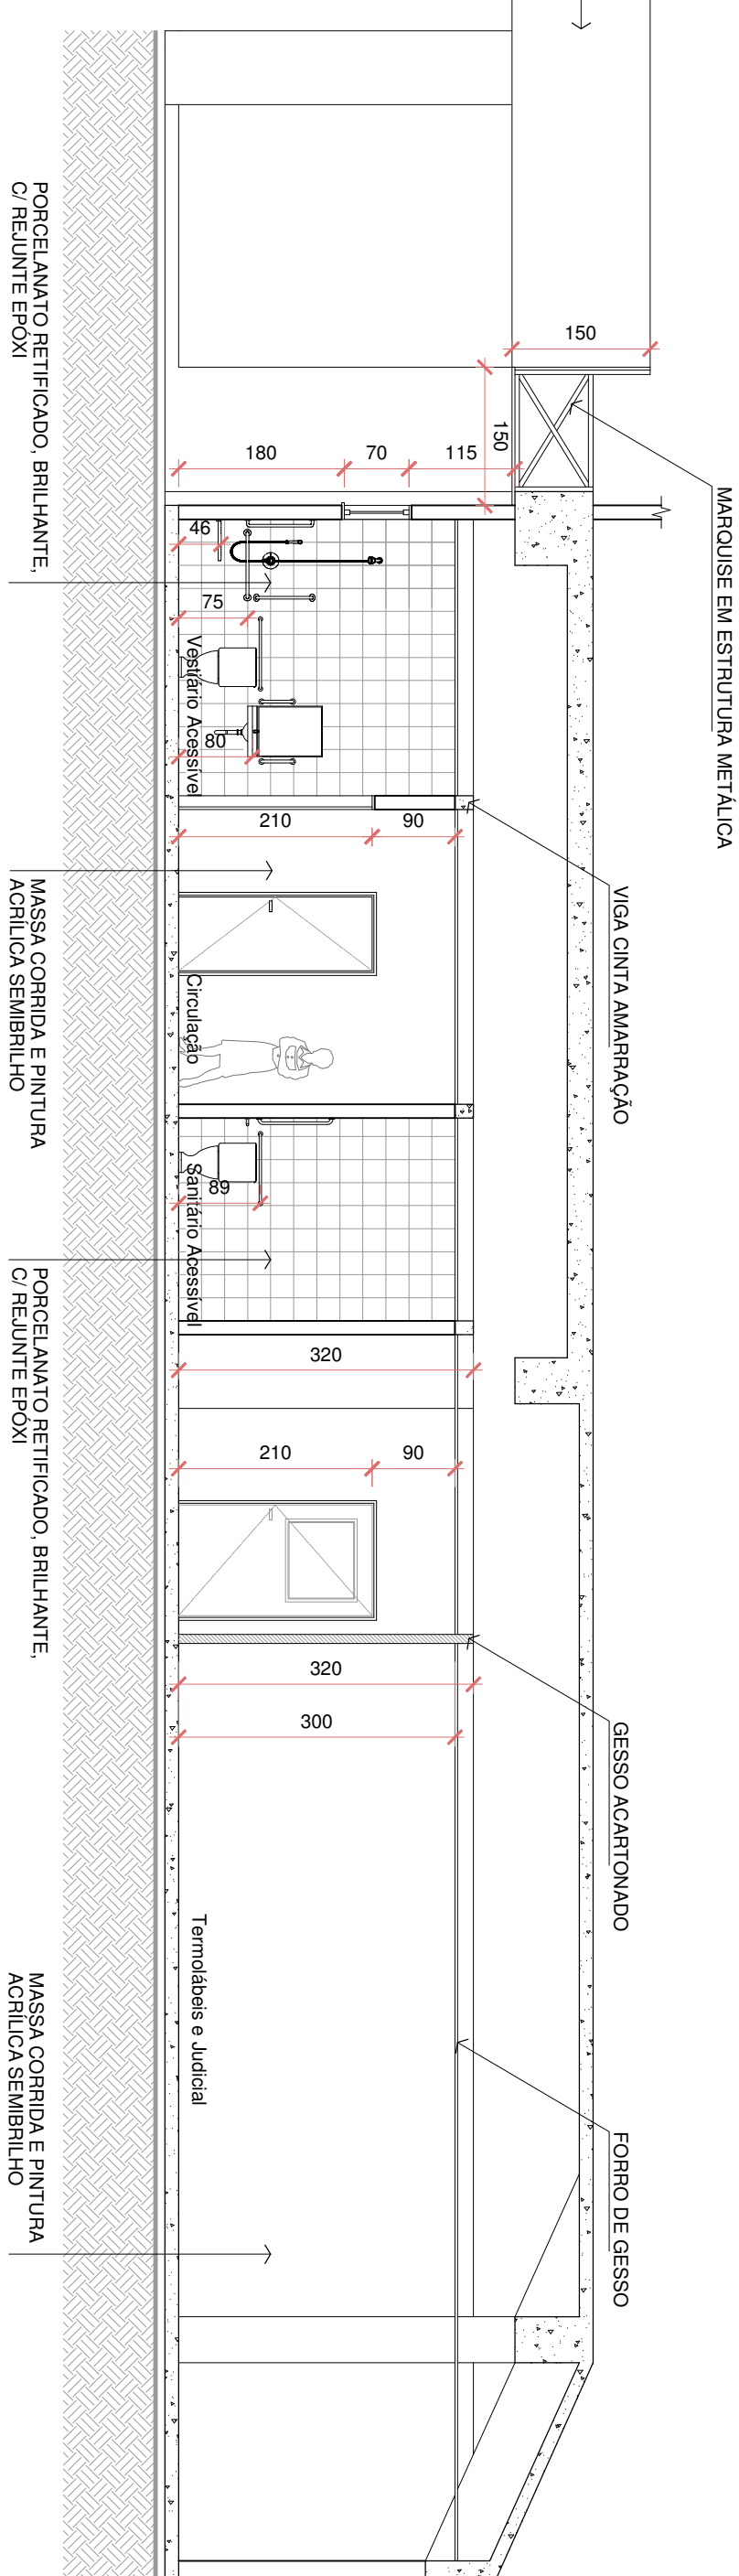 MARQUISE EM ESTRUTURA METÁLICA
VIGA CINTA AMARRAÇÃO
GESSO ACARTONADO
FORRO DE GESSO
150
150
115
70
180
46
75
80
Vestiário Acessível
90
210
Circulação
89
Sanitário Acessível
320
90
210
320
300
Termolábeis e Judicial
PORCELANATO RETIFICADO, BRILHANTE,
C/ REJUNTE EPÓXI
MASSA CORRIDA E PINTURA
ACRÍLICA SEMIBRILHO
PORCELANATO RETIFICADO, BRILHANTE,
C/ REJUNTE EPÓXI
MASSA CORRIDA E PINTURA
ACRÍLICA SEMIBRILHO